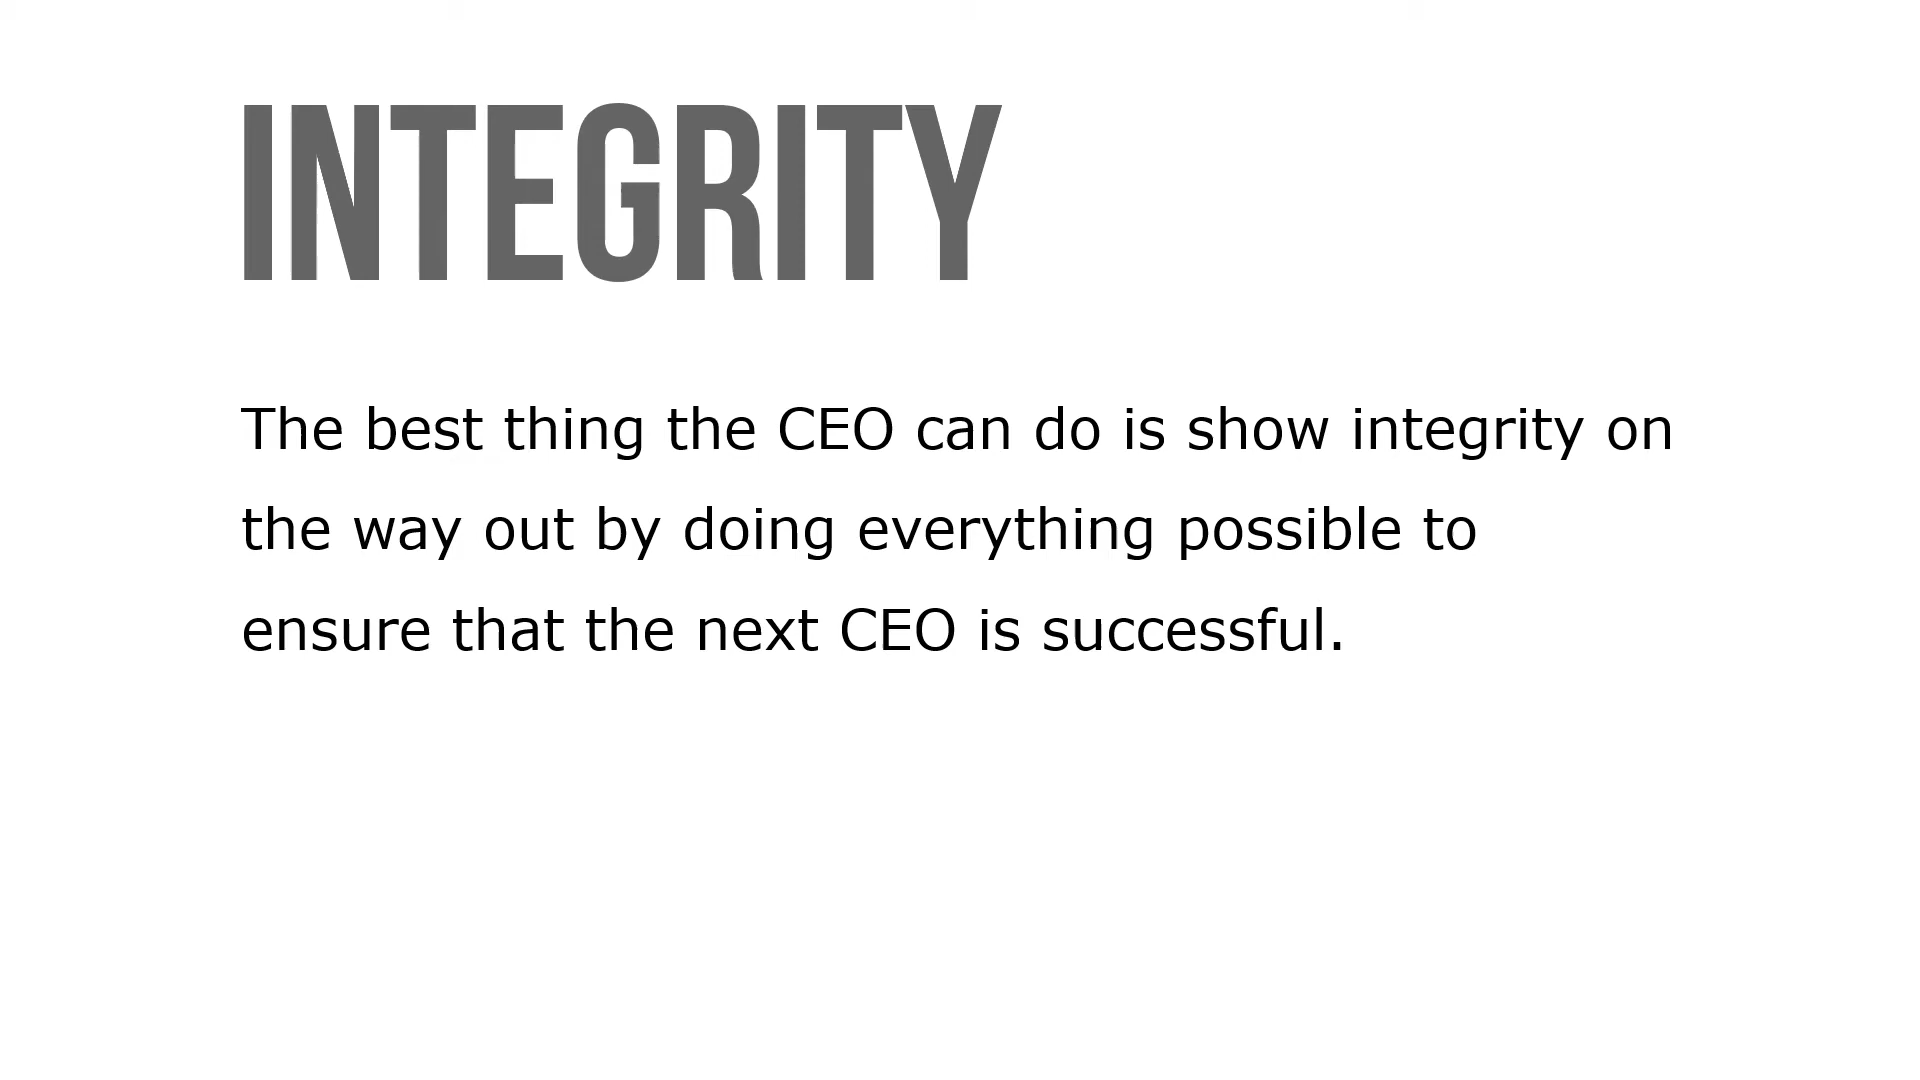 INTEGRITY
The best thing the CEO can do is show integrity on
the way out by doing everything possible to
ensure that the next CEO is successful.